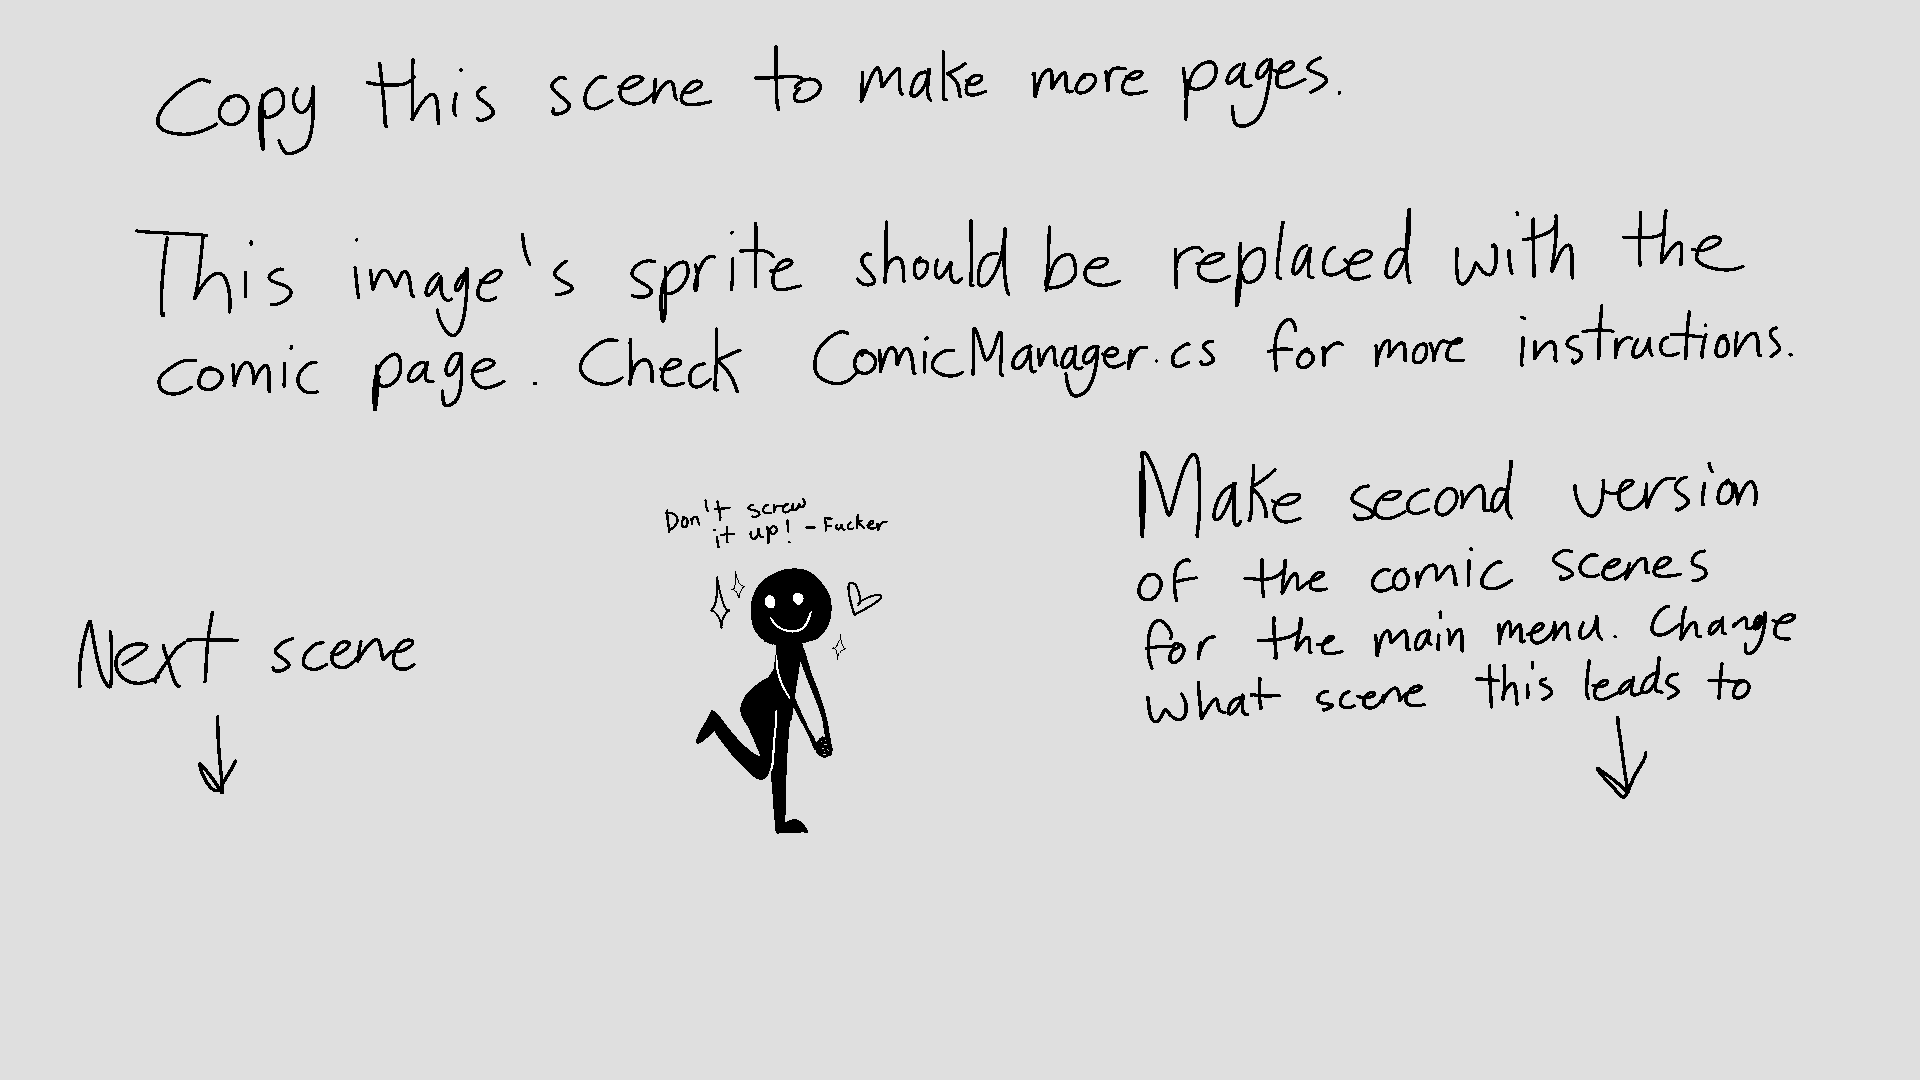 Copy this scene to make more pages.
This image's sprite should be replaced with the
comic page. Check ComicManager.cs for more instructions.
Don't screw
it up! - Fucker
Next scene
Make second version
of the comic scenes
for the main menu. Change
what scene this leads to